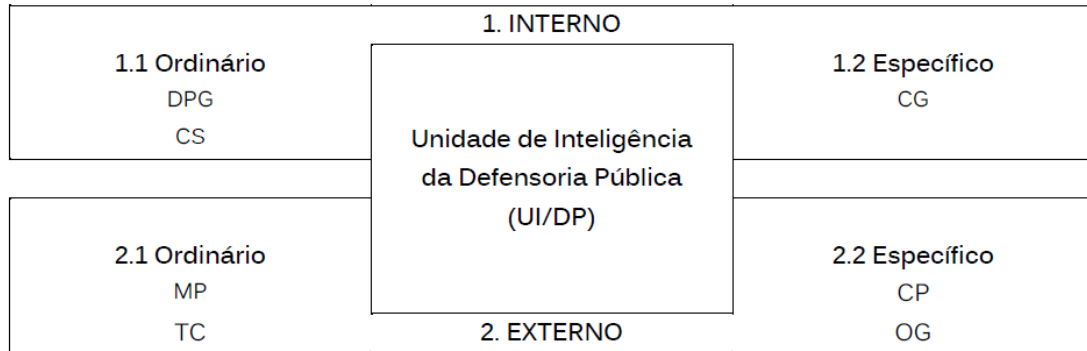 1. INTERNO
1.1 Ordinário
DPG
CS
1.2 Específico
CG
Unidade de Inteligência
da Defensoria Pública
(UI/DP)
2.1 Ordinário
MP
TC
2.2 Específico
CP
OG
2. EXTERNO